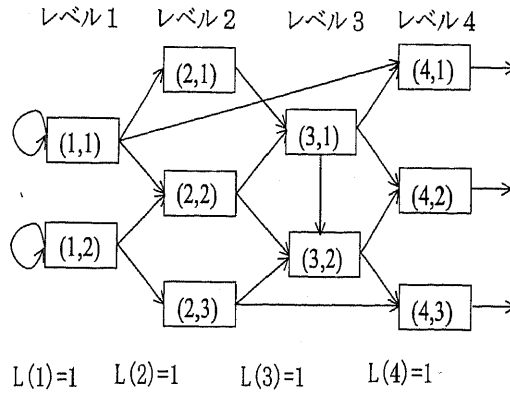 レベル1 レベル2 レベル3 レベル4
(2,1) (4,1)
(1,1) (3,1)
(2,2) (4,2)
(1,2) (3,2)
(2,3) (4,3)
L(1)=1 L(2)=1 L(3)=1 L(4)=1